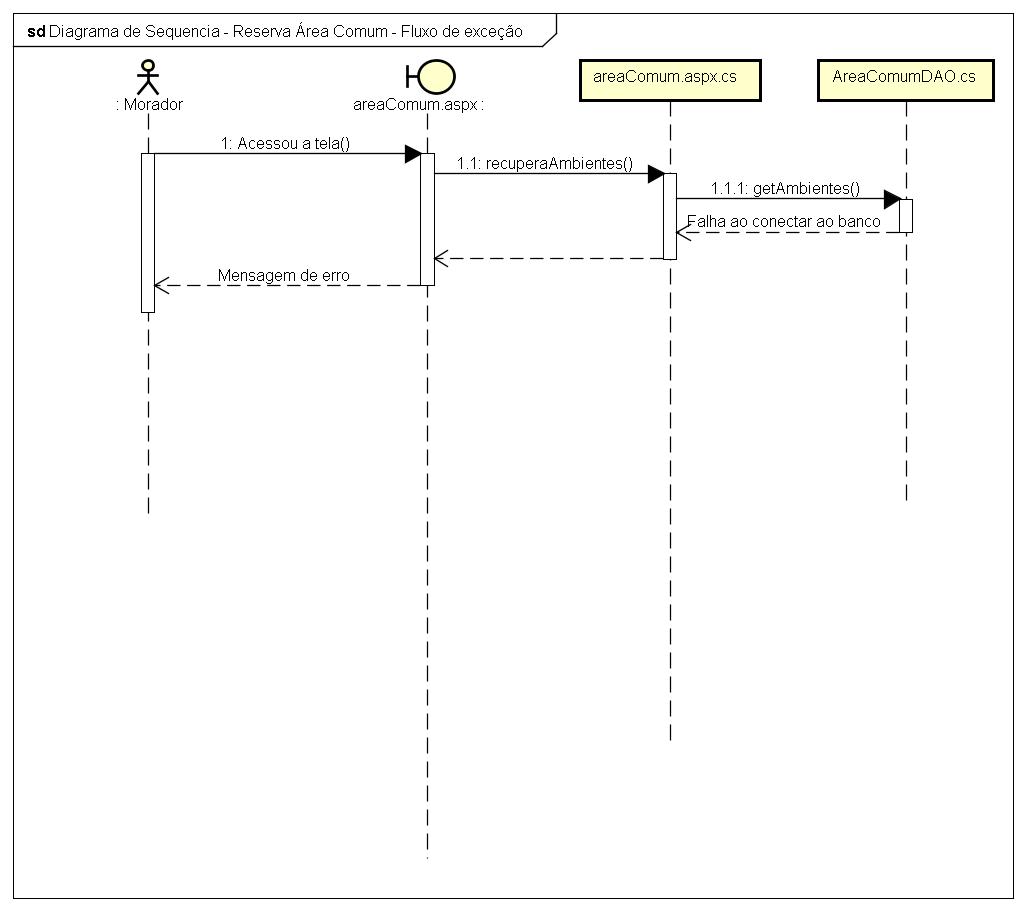 sd Diagrama de Sequencia - Reserva Área Comum - Fluxo de exceção
: Morador
areaComum.aspx :
areaComum.aspx.cs
AreaComumDAO.cs
1: Acessou a tela()
1.1: recuperaAmbientes()
1.1.1: getAmbientes()
Falha ao conectar ao banco
Mensagem de erro